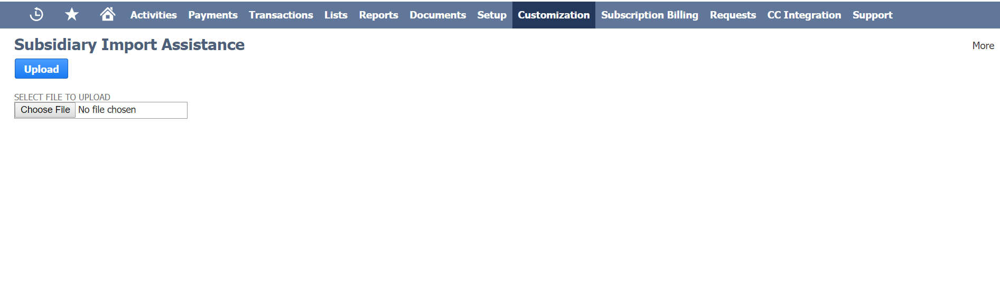 Activities Payments Transactions Lists Reports Documents Setup Customization Subscription Billing Requests CC Integration Support
Subsidiary Import Assistance More
Upload
SELECT FILE TO UPLOAD
Choose File No file chosen